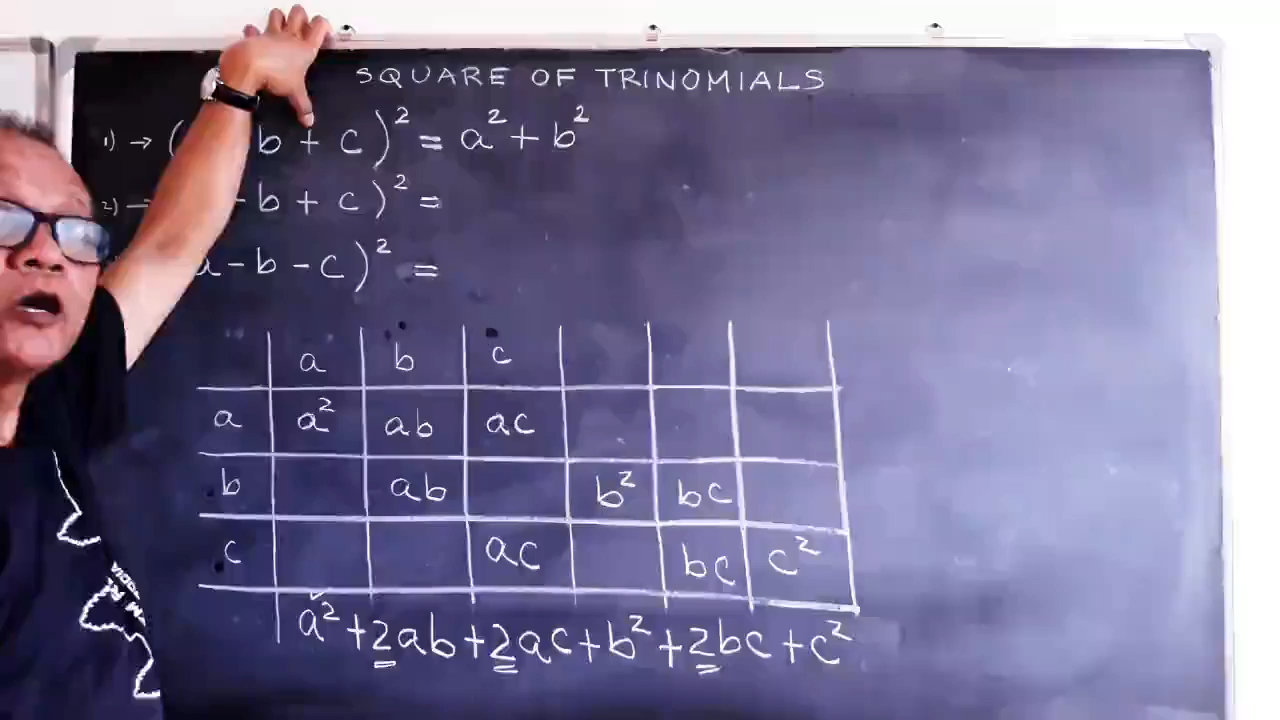 SQUARE OF TRINOMIALS
1) → ( b + c )² = a² + b²
2) - b + c )² =
a - b - c )² =
a b c
a a² ab ac
b ab b² bc
c ac bc c²
a² + 2ab + 2ac + b² + 2bc + c²